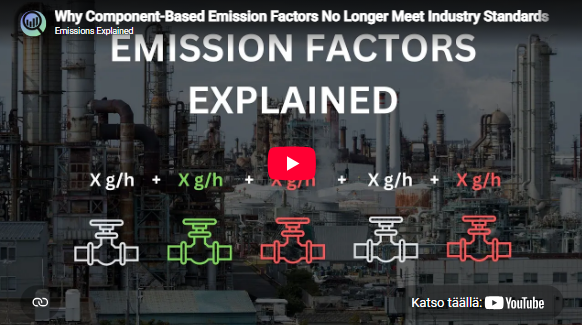 Why Component-Based Emission Factors No Longer Meet Industry Standards
Emissions Explained
EMISSION FACTORS
EXPLAINED
X g/h + X g/h + X g/h + X g/h + X g/h
Katso täällä: YouTube